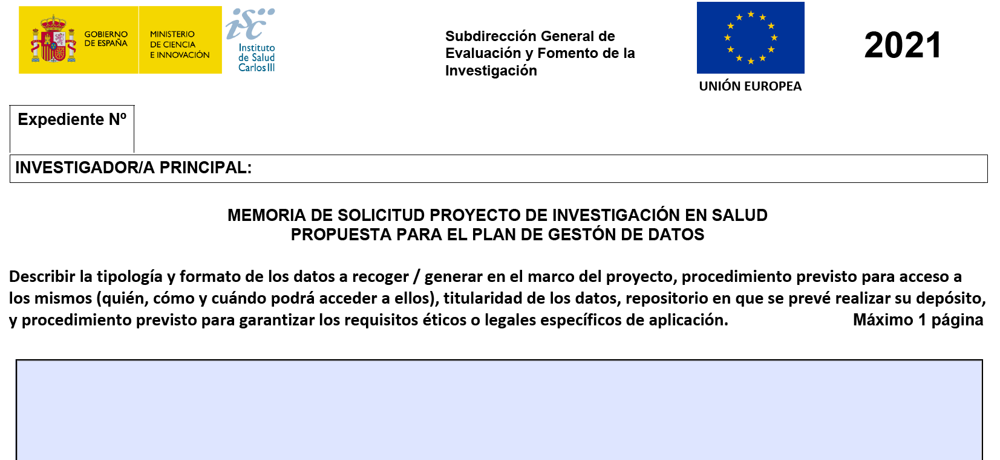 GOBIERNO
DE ESPAÑA
MINISTERIO
DE CIENCIA
E INNOVACIÓN
isc
Instituto
de Salud
Carlos III
Subdirección General de
Evaluación y Fomento de la
Investigación
UNIÓN EUROPEA
2021
Expediente Nº
INVESTIGADOR/A PRINCIPAL:
MEMORIA DE SOLICITUD PROYECTO DE INVESTIGACIÓN EN SALUD
PROPUESTA PARA EL PLAN DE GESTÓN DE DATOS
Describir la tipología y formato de los datos a recoger / generar en el marco del proyecto, procedimiento previsto para acceso a
los mismos (quién, cómo y cuándo podrá acceder a ellos), titularidad de los datos, repositorio en que se prevé realizar su depósito,
y procedimiento previsto para garantizar los requisitos éticos o legales específicos de aplicación. Máximo 1 página